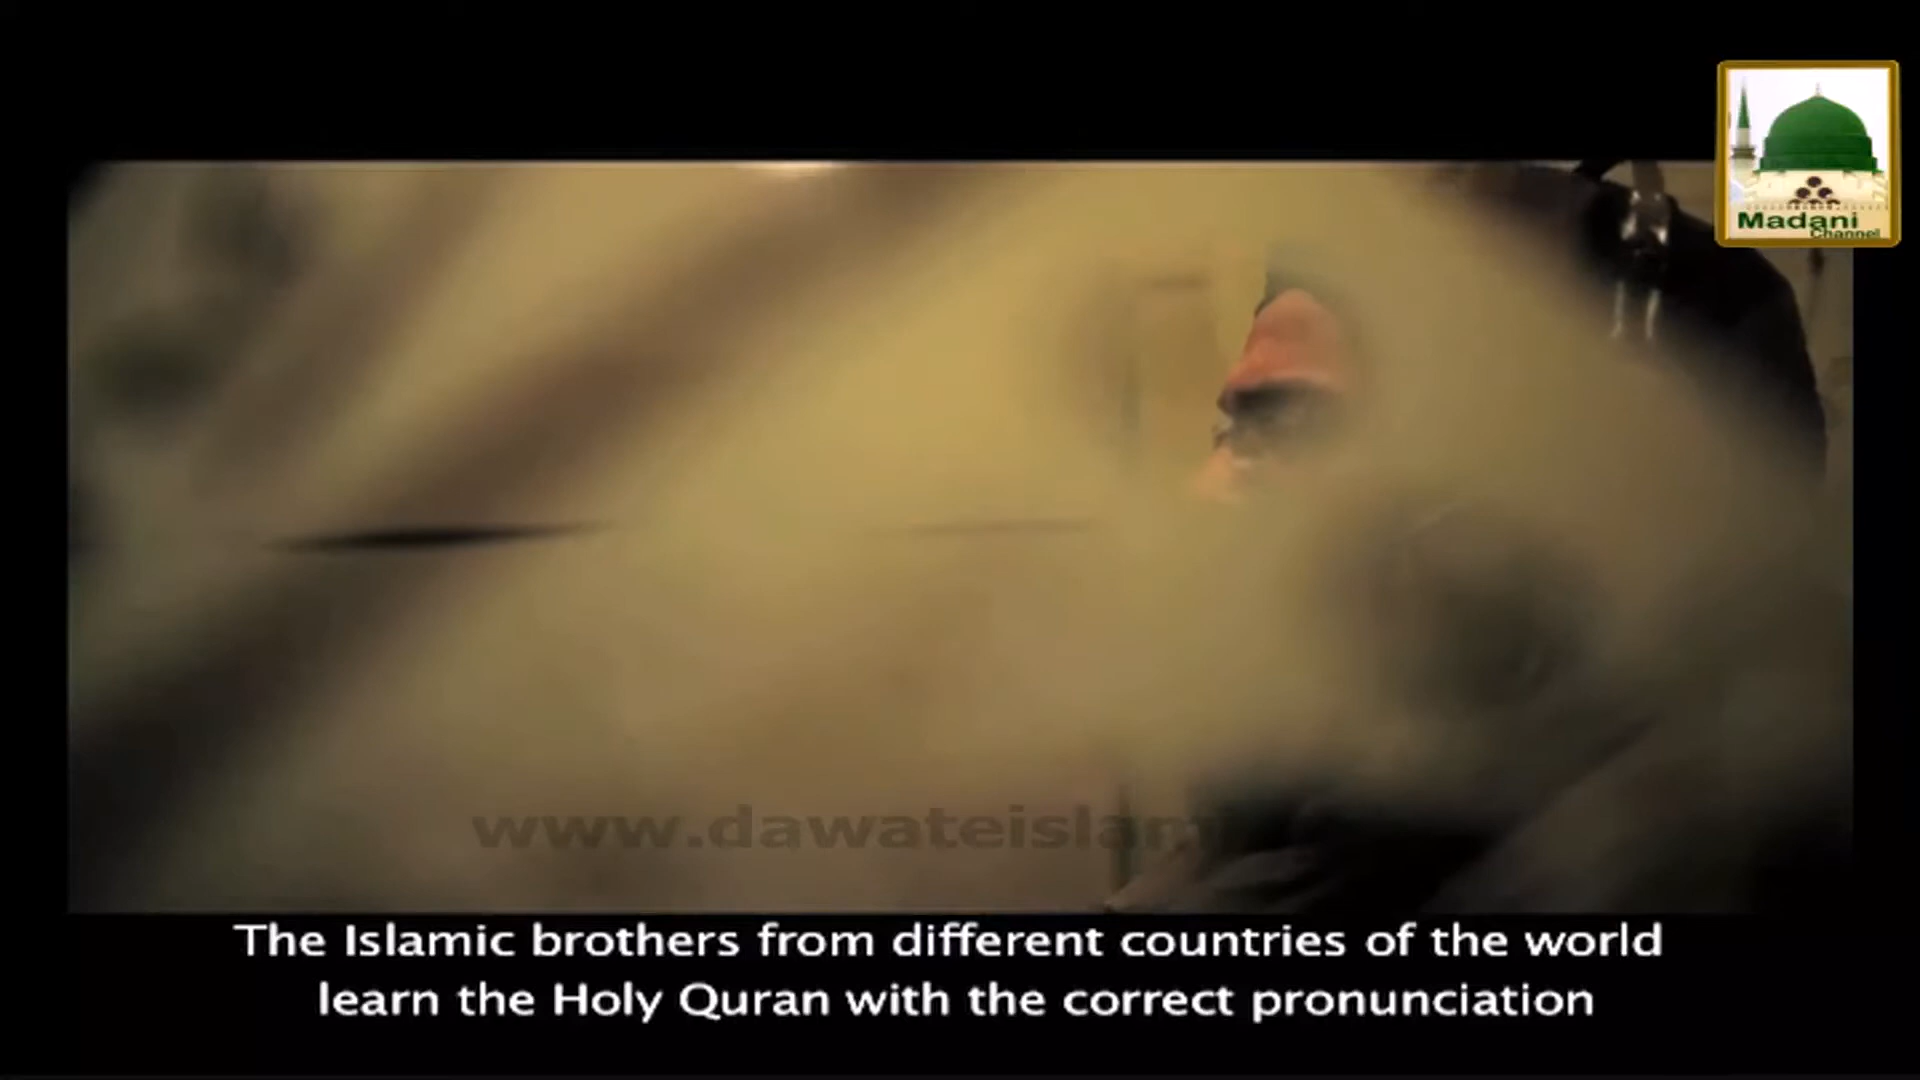 Madani
Channel
www.dawateislami
The Islamic brothers from different countries of the world
learn the Holy Quran with the correct pronunciation